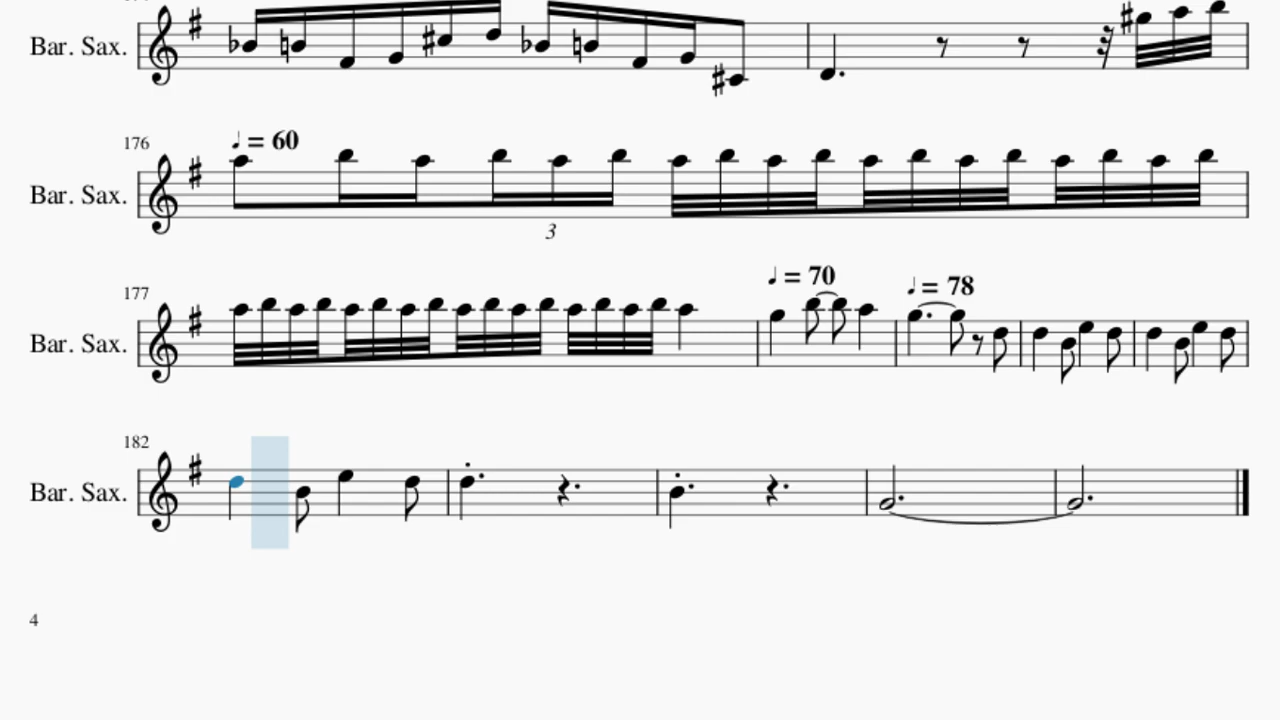 Bar. Sax.
176
♩ = 60
Bar. Sax.
3
177
♩ = 70
♩ = 78
Bar. Sax.
182
Bar. Sax.
4